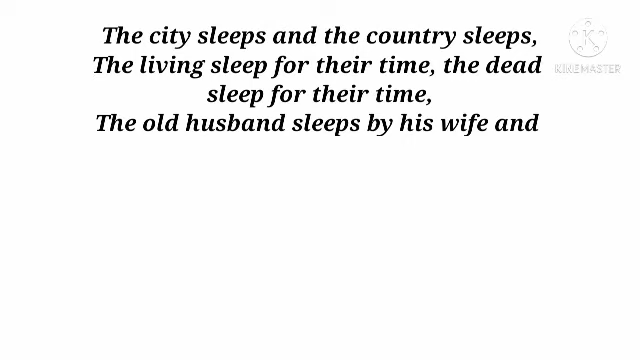 The city sleeps and the country sleeps,
The living sleep for their time, the dead
sleep for their time,
The old husband sleeps by his wife and
KINEMASTER